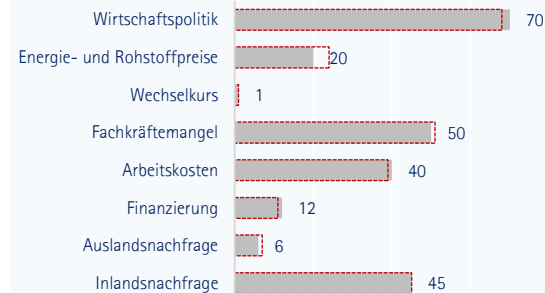 Wirtschaftspolitik 70
Energie- und Rohstoffpreise 20
Wechselkurs 1
Fachkräftemangel 50
Arbeitskosten 40
Finanzierung 12
Auslandsnachfrage 6
Inlandsnachfrage 45